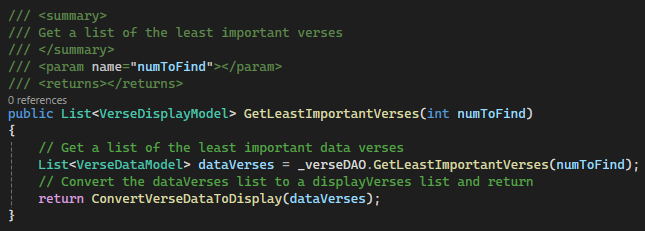 /// <summary>
/// Get a list of the least important verses
/// </summary>
/// <param name="numToFind"></param>
/// <returns></returns>
0 references
public List<VerseDisplayModel> GetLeastImportantVerses(int numToFind)
{
    // Get a list of the least important data verses
    List<VerseDataModel> dataVerses = _verseDAO.GetLeastImportantVerses(numToFind);
    // Convert the dataVerses list to a displayVerses list and return
    return ConvertVerseDataToDisplay(dataVerses);
}